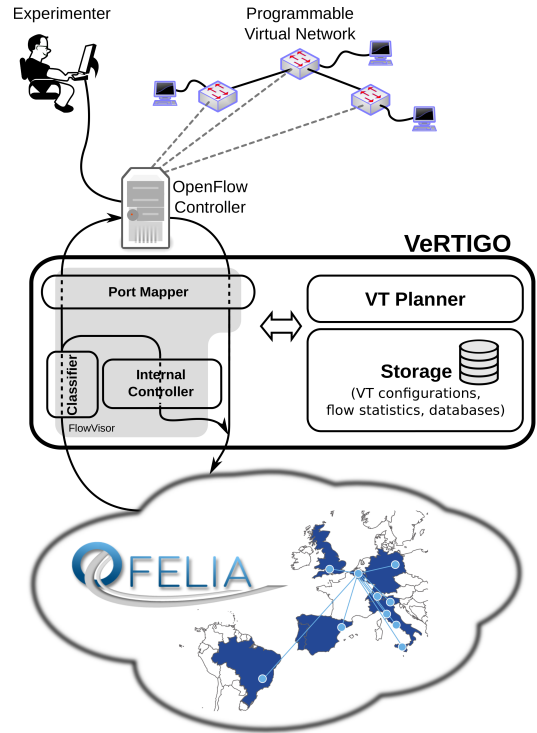 Experimenter
Programmable
Virtual Network
OpenFlow
Controller
VeRTIGO
Port Mapper
VT Planner
Classifier
Internal
Controller
FlowVisor
Storage
(VT configurations,
flow statistics, databases)
OFELIA